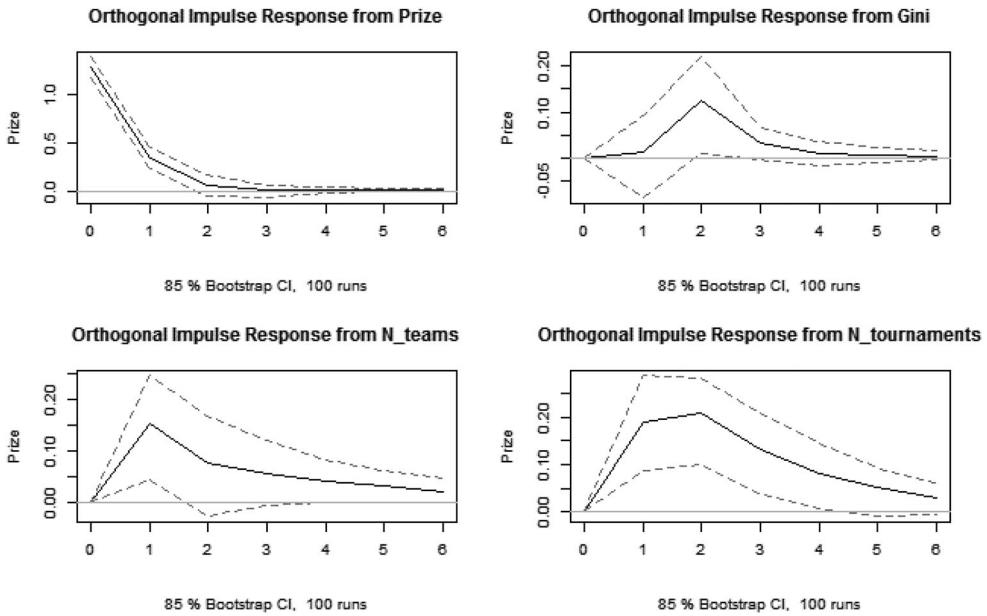 Orthogonal Impulse Response from Prize
Prize
1.0
0.5
0.0
0 1 2 3 4 5 6
85 % Bootstrap CI, 100 runs
Orthogonal Impulse Response from Gini
Prize
0.20
0.10
-0.05
0 1 2 3 4 5 6
85 % Bootstrap CI, 100 runs
Orthogonal Impulse Response from N_teams
Prize
0.20
0.10
0.00
0 1 2 3 4 5 6
85 % Bootstrap CI, 100 runs
Orthogonal Impulse Response from N_tournaments
Prize
0.20
0.10
0.00
0 1 2 3 4 5 6
85 % Bootstrap CI, 100 runs